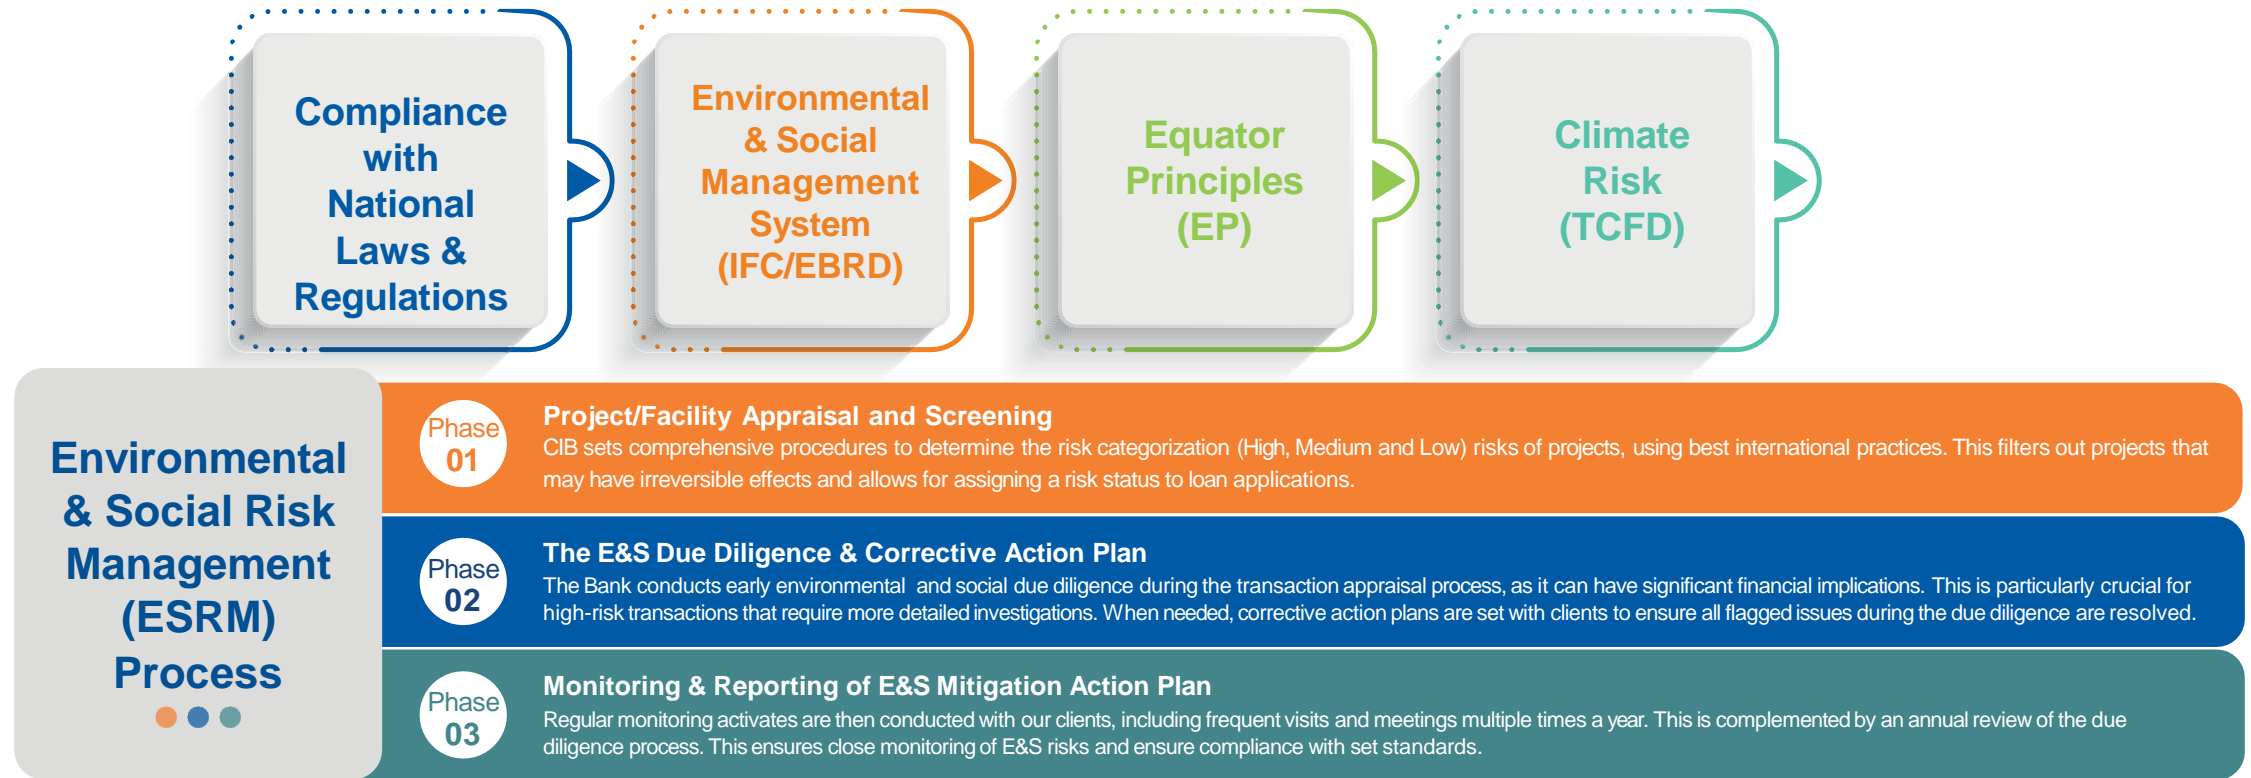 Compliance
with
National
Laws &
Regulations
Environmental
& Social
Management
System
(IFC/EBRD)
Equator
Principles
(EP)
Climate
Risk
(TCFD)
Environmental
& Social Risk
Management
(ESRM)
Process
Phase
01
Project/Facility Appraisal and Screening
CIB sets comprehensive procedures to determine the risk categorization (High, Medium and Low) risks of projects, using best international practices. This filters out projects that
may have irreversible effects and allows for assigning a risk status to loan applications.
Phase
02
The E&S Due Diligence & Corrective Action Plan
The Bank conducts early environmental and social due diligence during the transaction appraisal process, as it can have significant financial implications. This is particularly crucial for
high-risk transactions that require more detailed investigations. When needed, corrective action plans are set with clients to ensure all flagged issues during the due diligence are resolved.
Phase
03
Monitoring & Reporting of E&S Mitigation Action Plan
Regular monitoring activates are then conducted with our clients, including frequent visits and meetings multiple times a year. This is complemented by an annual review of the due
diligence process. This ensures close monitoring of E&S risks and ensure compliance with set standards.